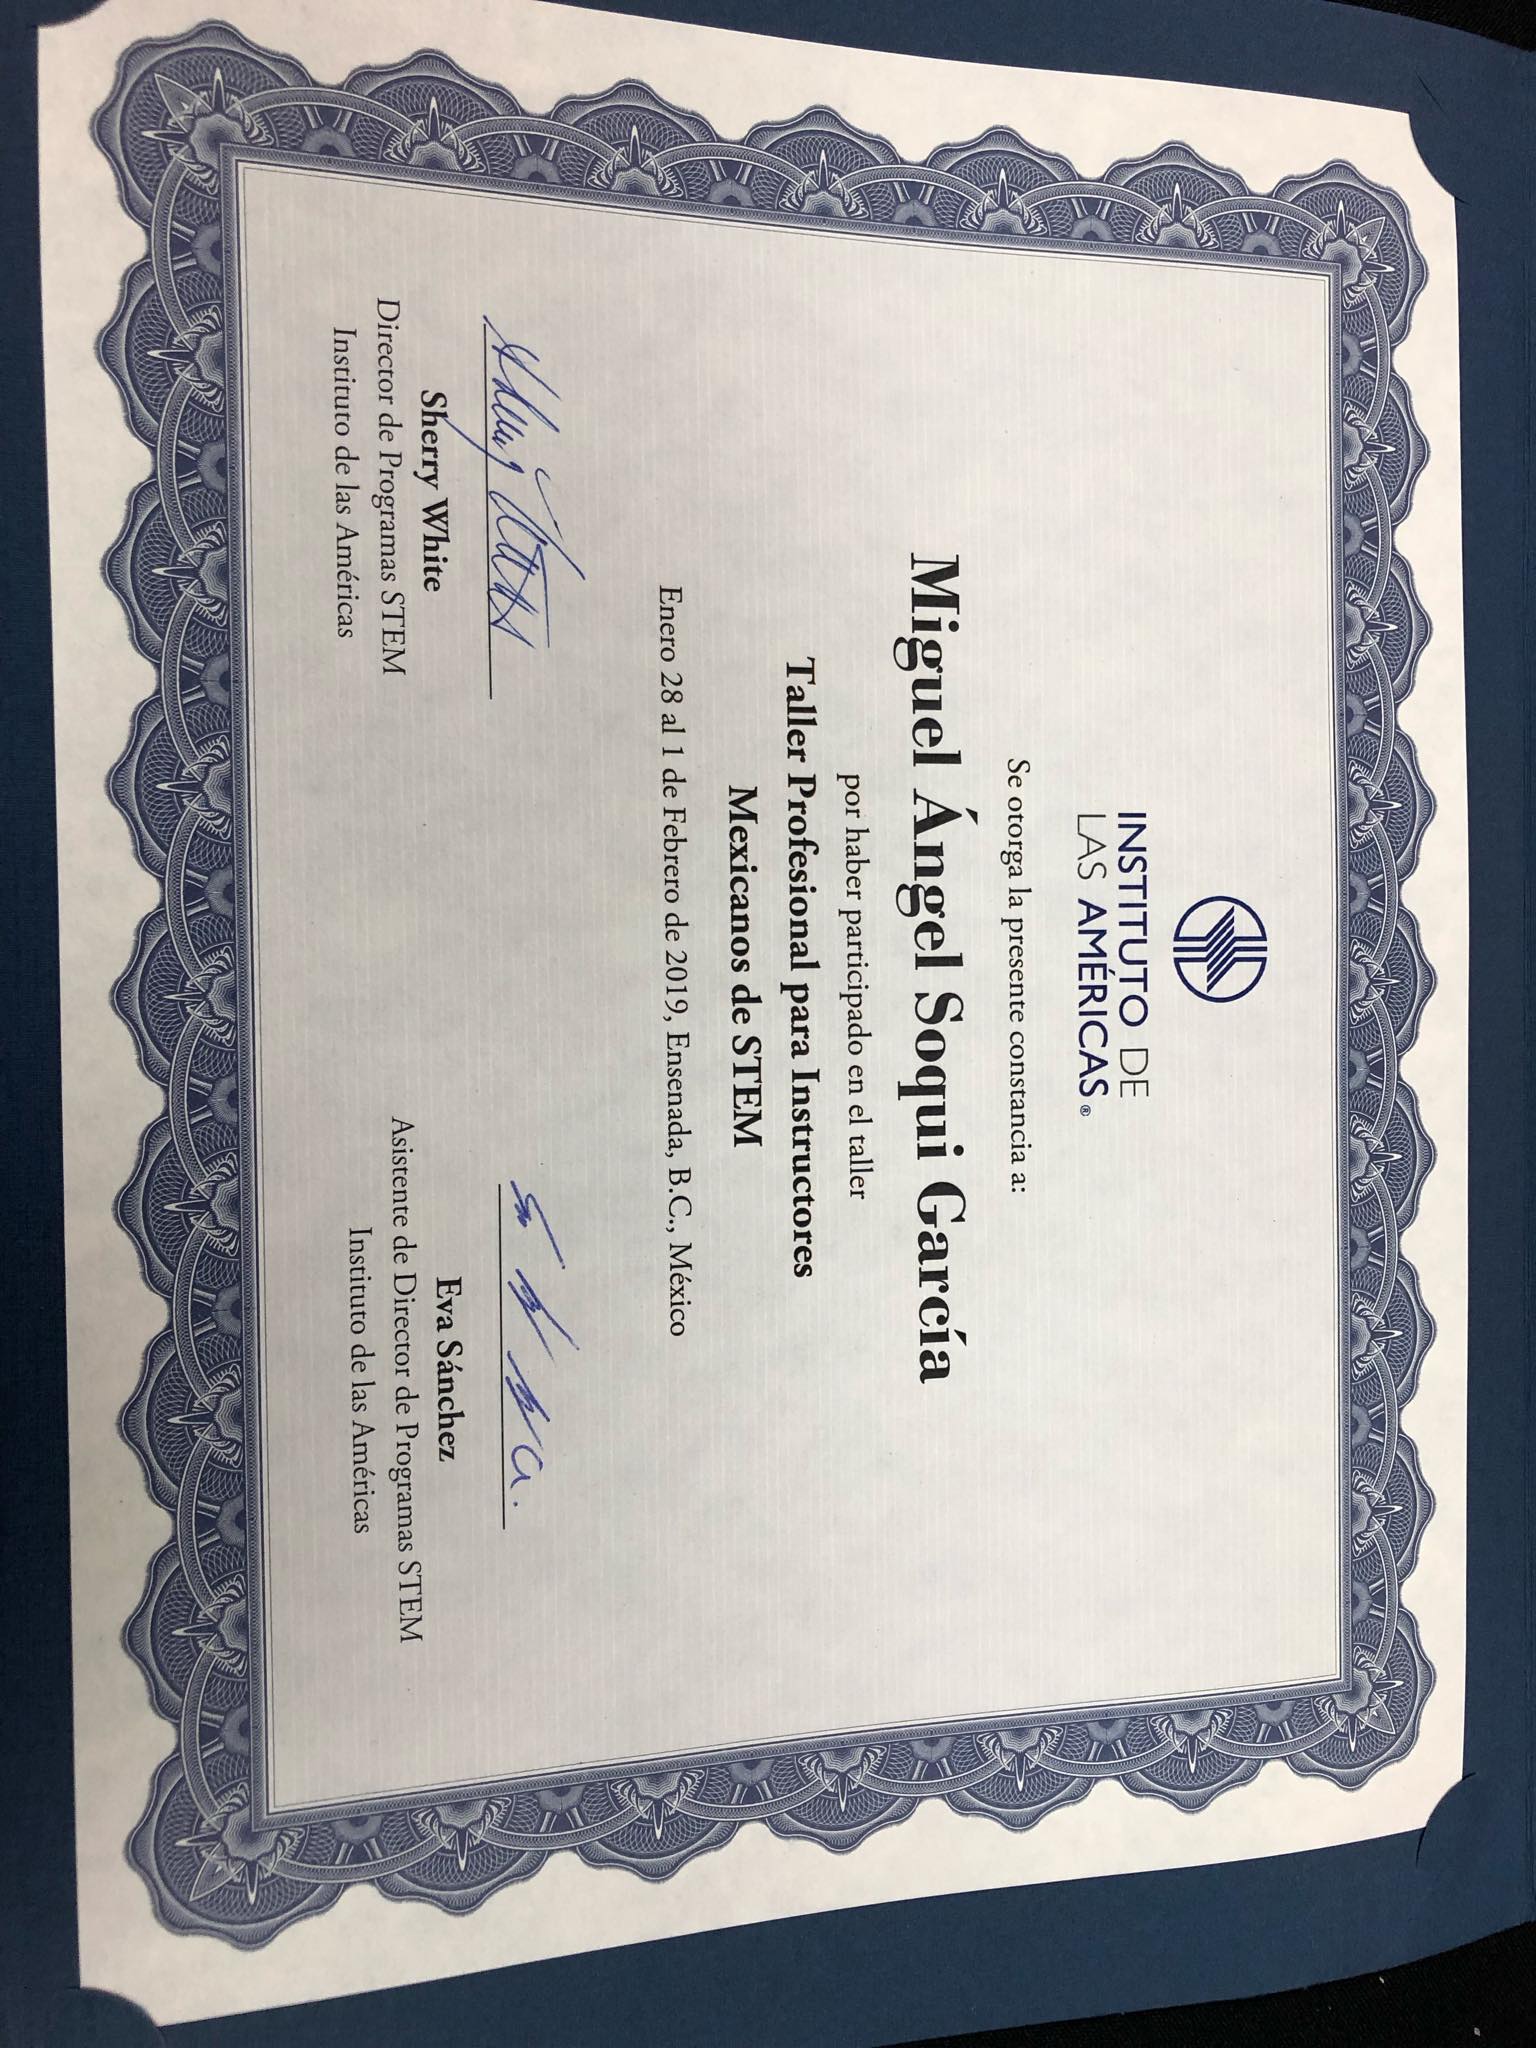 INSTITUTO DE
LAS AMÉRICAS®
Se otorga la presente constancia a:
Miguel Ángel Soqui García
por haber participado en el taller
Taller Profesional para Instructores
Mexicanos de STEM
Enero 28 al 1 de Febrero de 2019, Ensenada, B.C., México
Sherry White
Director de Programas STEM
Instituto de las Américas
Eva Sánchez
Asistente de Director de Programas STEM
Instituto de las Américas